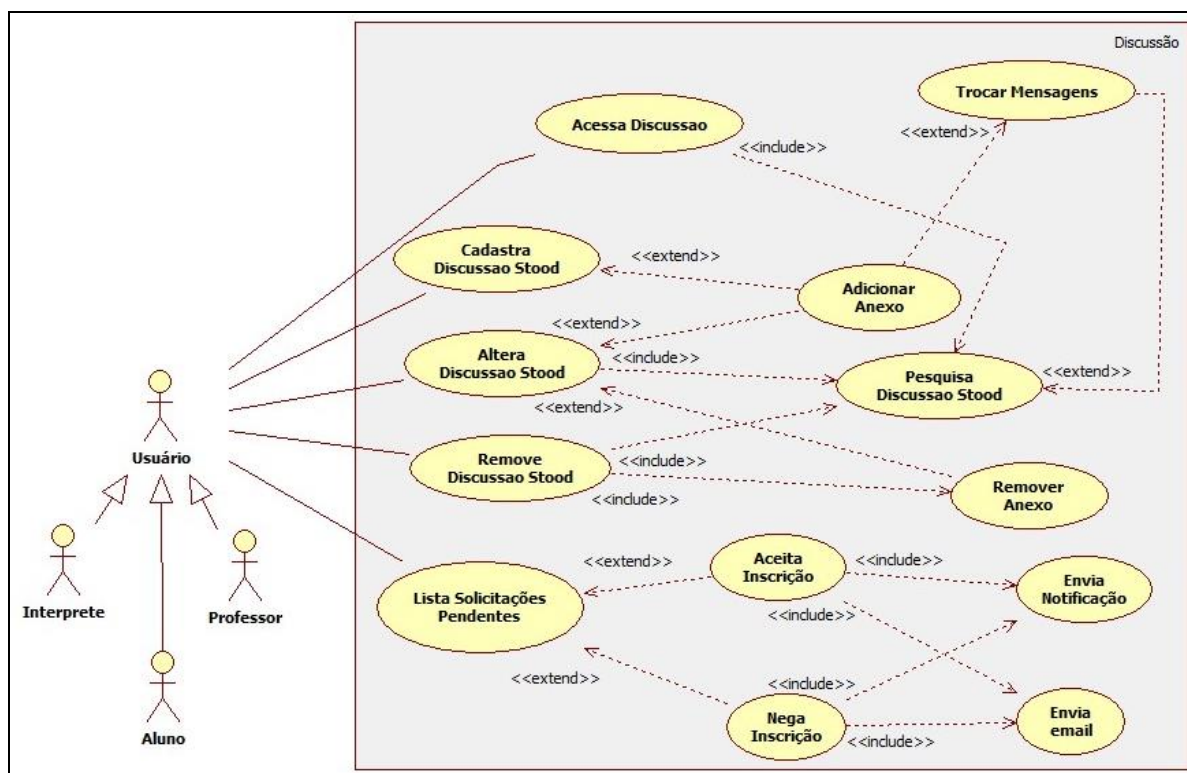 Discussão
Trocar Mensagens
Acessa Discussao
<<extend>>
<<include>>
Cadastra
Discussao Stood
<<extend>>
Adicionar
Anexo
<<extend>>
Altera
Discussao Stood
<<include>>
Pesquisa
Discussao Stood
<<extend>>
<<extend>>
Usuário
Remove
Discussao Stood
<<include>>
<<include>>
Remover
Anexo
Interprete
Professor
Aluno
Lista Solicitações
Pendentes
<<extend>>
Aceita
Inscrição
<<include>>
Envia
Notificação
<<include>>
<<extend>>
<<include>>
Nega
Inscrição
<<include>>
Envia
email